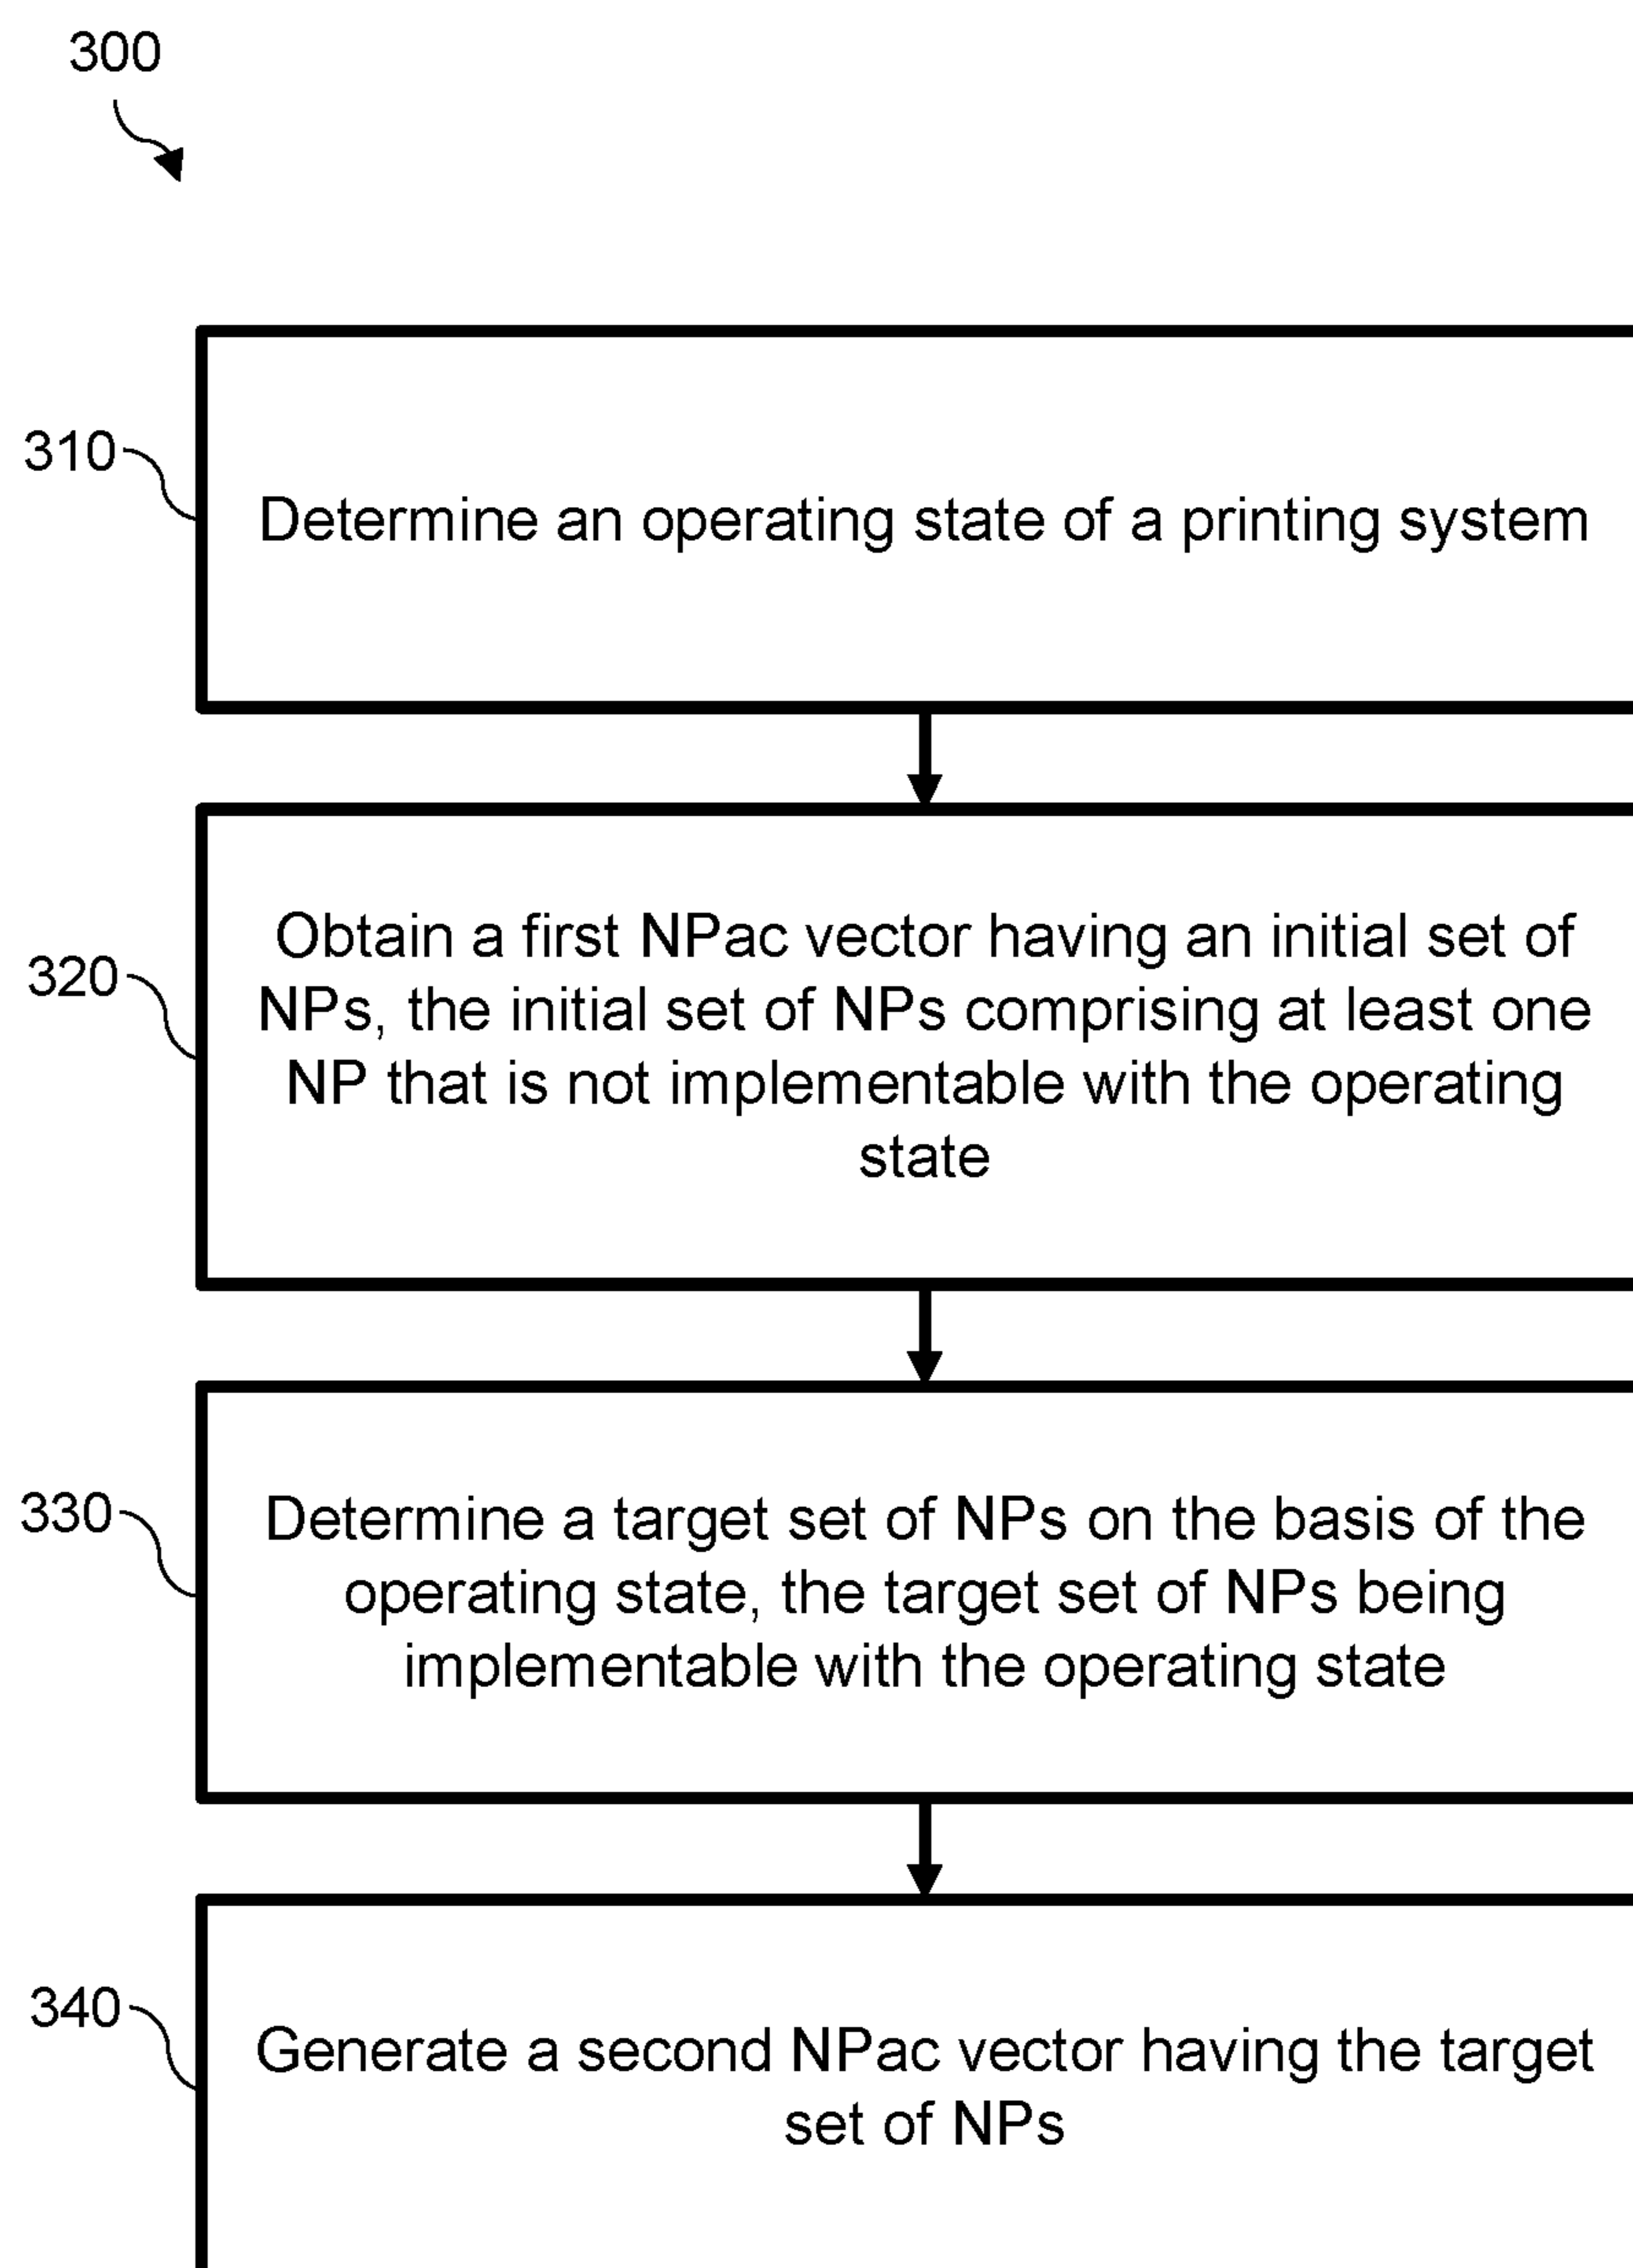 300
310
Determine an operating state of a printing system
320
Obtain a first NPac vector having an initial set of
NPs, the initial set of NPs comprising at least one
NP that is not implementable with the operating
state
330
Determine a target set of NPs on the basis of the
operating state, the target set of NPs being
implementable with the operating state
340
Generate a second NPac vector having the target
set of NPs